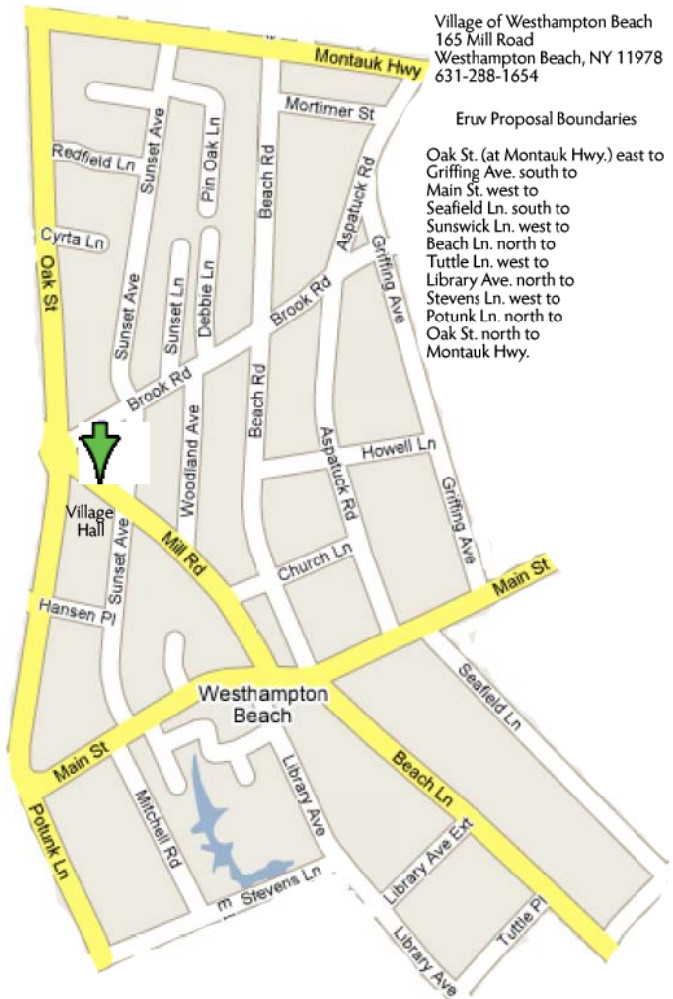 Village of Westhampton Beach
165 Mill Road
Westhampton Beach, NY 11978
631-288-1654
Eruv Proposal Boundaries
Oak St. (at Montauk Hwy.) east to
Griffing Ave. south to
Main St. west to
Seafield Ln. south to
Sunswick Ln. west to
Beach Ln. north to
Tuttle Ln. west to
Library Ave. north to
Stevens Ln. west to
Potunk Ln. north to
Oak St. north to
Montauk Hwy.
Montauk Hwy
Mortimer St
Sunset Ave
Pin Oak Ln
Beach Rd
Redfield Ln
Aspatuck Rd
Cyrta Ln
Griffing Ave
Oak St
Sunset Ave
Sunset Ln
Debbie Ln
Brook Rd
Brook Rd
Beach Rd
Woodland Ave
Aspatuck Rd
Howell Ln
Village
Hall
Griffing Ave
Sunset Ave
Mill Rd
Church Ln
Main St
Hansen Pl
Westhampton
Beach
Seafield Ln
Main St
Library Ave
Beach Ln
Potunk Ln
Mitchell Rd
Library Ave Ext
m Stevens Ln
Tuttle Pl
Library Ave